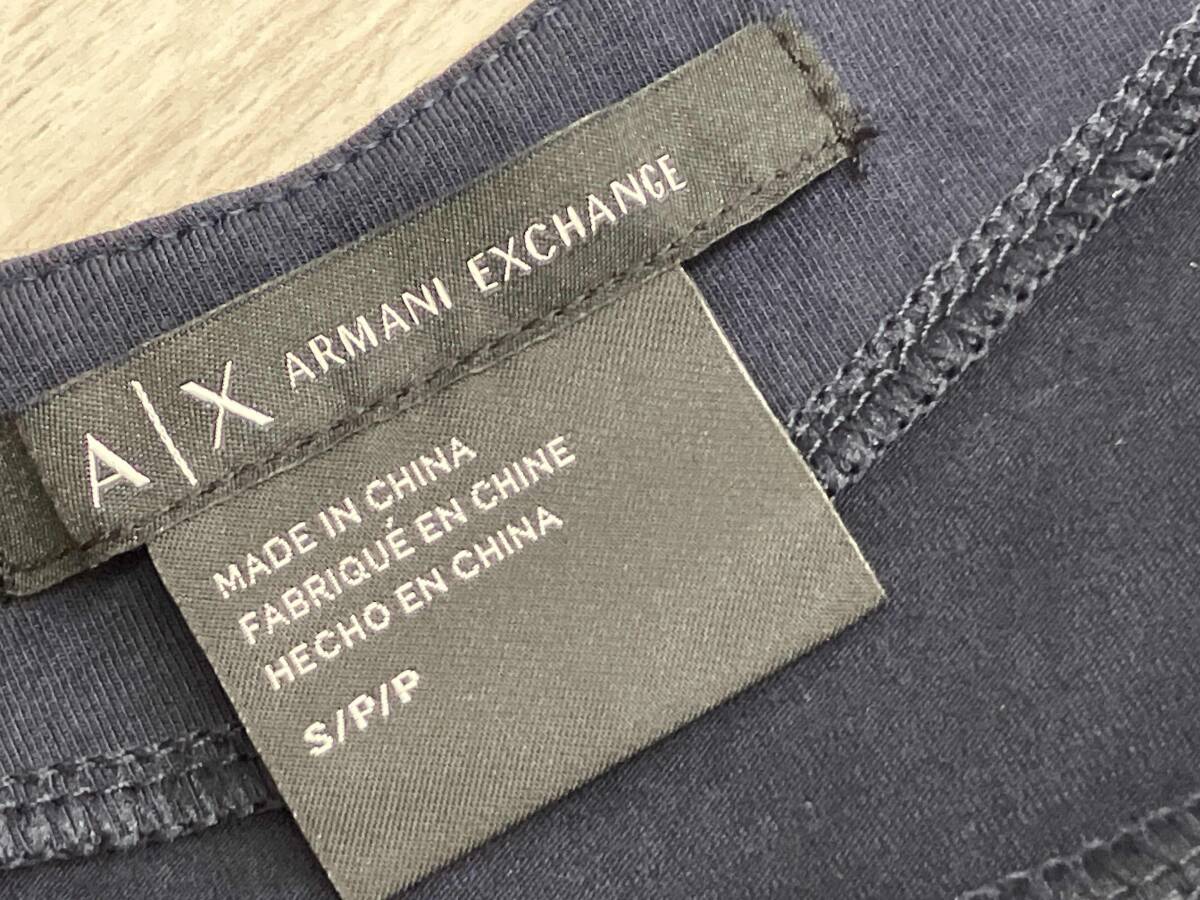 A|X ARMANI EXCHANGE
MADE IN CHINA
FABRIQUÉ EN CHINE
HECHO EN CHINA
S/P/P